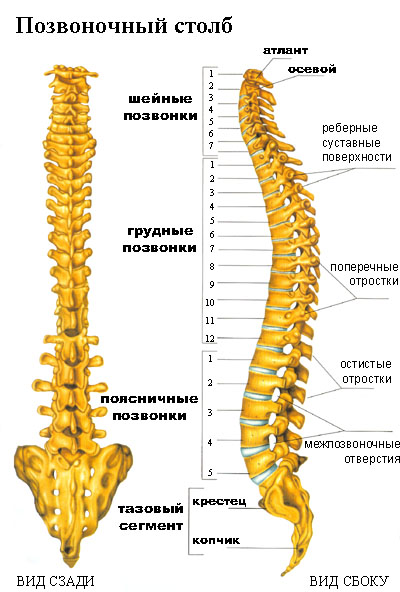 Позвоночный столб
атлант
осевой
шейные
позвонки
1
2
3
4
5
6
7
реберные
суставные
поверхности
грудные
позвонки
1
2
3
4
5
6
7
8
9
10
11
12
поперечные
отростки
остистые
отростки
поясничные
позвонки
1
2
3
4
5
межпозвоночные
отверстия
тазовый
сегмент
крестец
копчик
ВИД СЗАДИ
ВИД СБОКУ